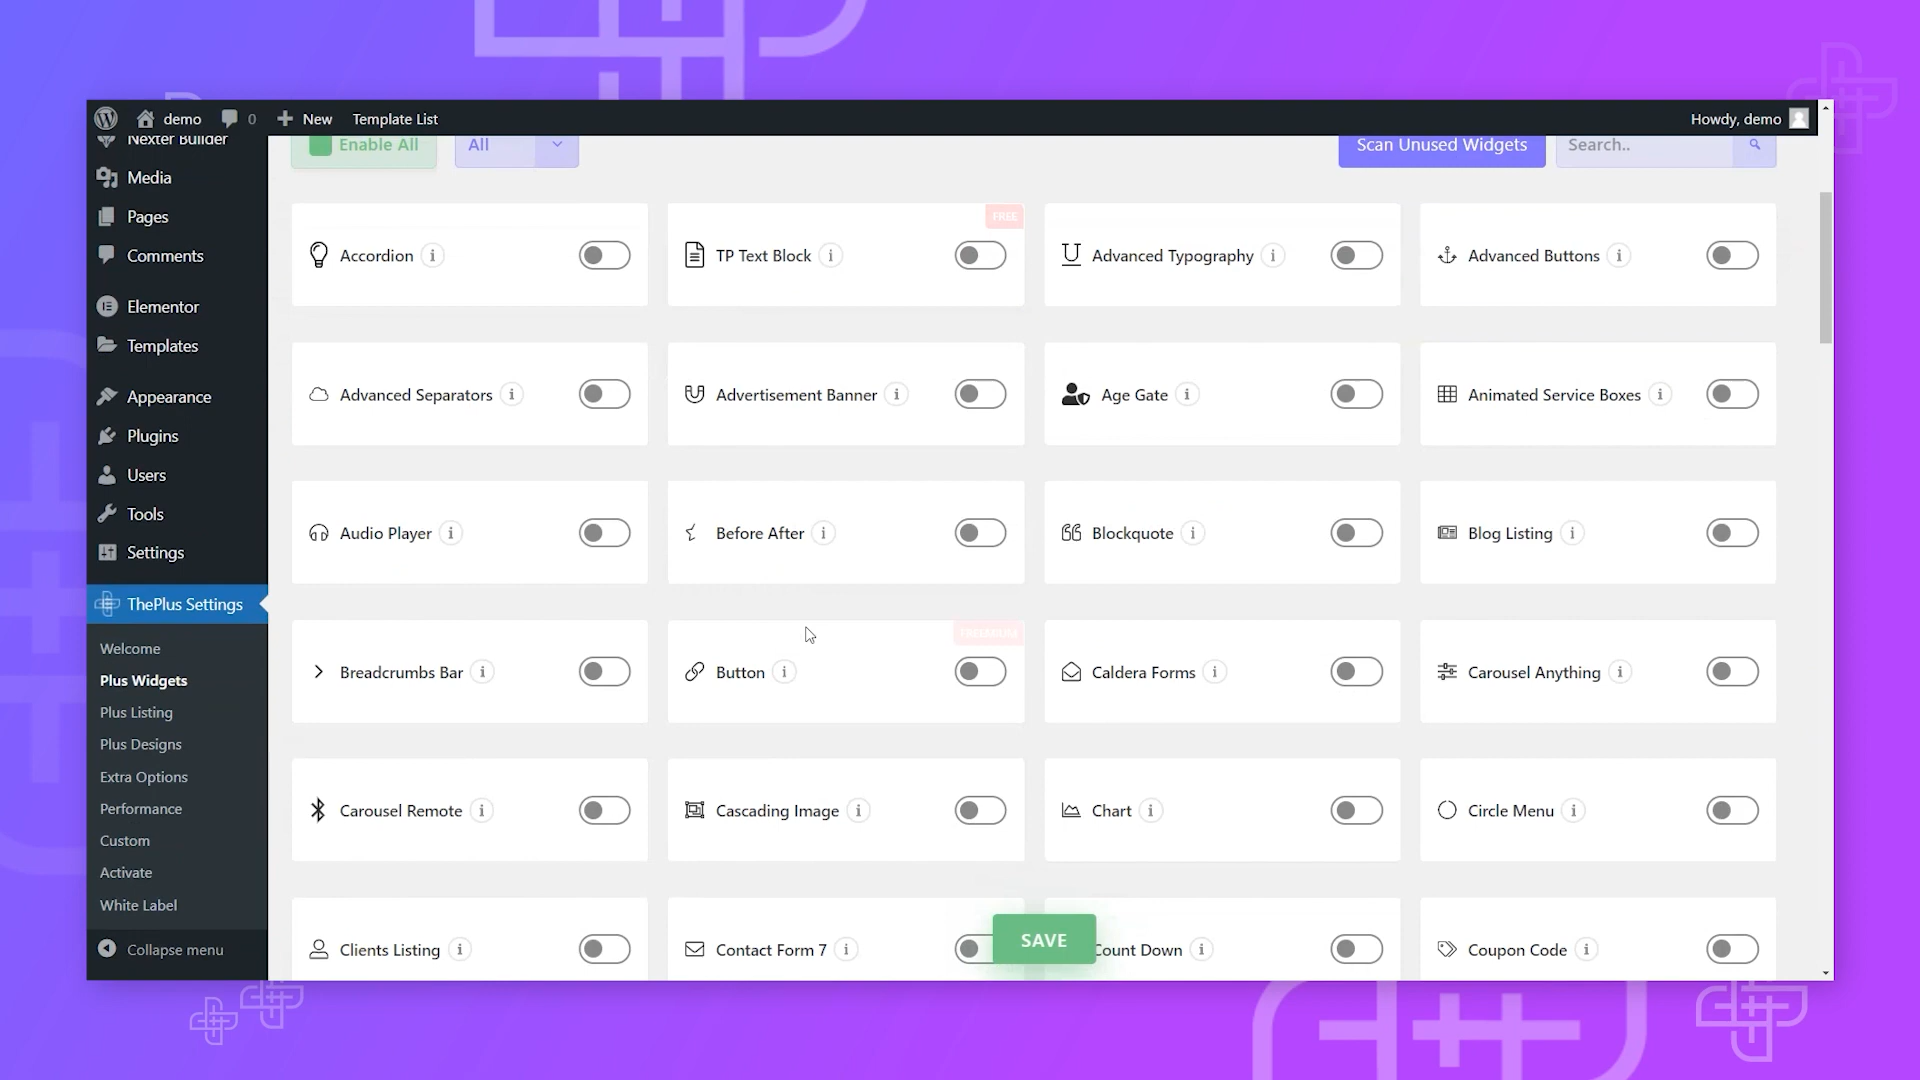 demo 0 New Template List Howdy, demo
Nexter Builder
Media
Pages
Comments
Elementor
Templates
Appearance
Plugins
Users
Tools
Settings
ThePlus Settings
Welcome
Plus Widgets
Plus Listing
Plus Designs
Extra Options
Performance
Custom
Activate
White Label
Collapse menu
Enable All All Scan Unused Widgets Search..
FREE
Accordion i TP Text Block i Advanced Typography i Advanced Buttons i
Advanced Separators i Advertisement Banner i Age Gate i Animated Service Boxes i
Audio Player i Before After i Blockquote i Blog Listing i
FREEMIUM
Breadcrumbs Bar i Button i Caldera Forms i Carousel Anything i
Carousel Remote i Cascading Image i Chart i Circle Menu i
Clients Listing i Contact Form 7 i Count Down i Coupon Code i
SAVE